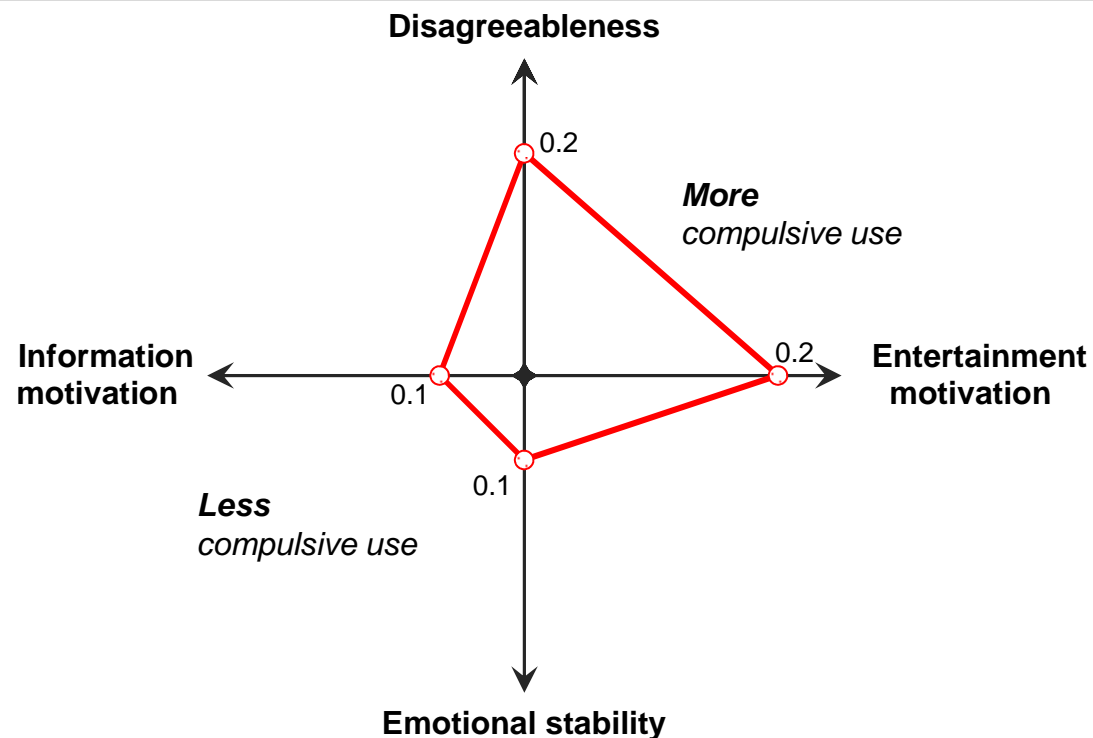 Disagreeableness
0.2
More
compulsive use
Information
motivation
0.1
0.2
Entertainment
motivation
0.1
Less
compulsive use
Emotional stability